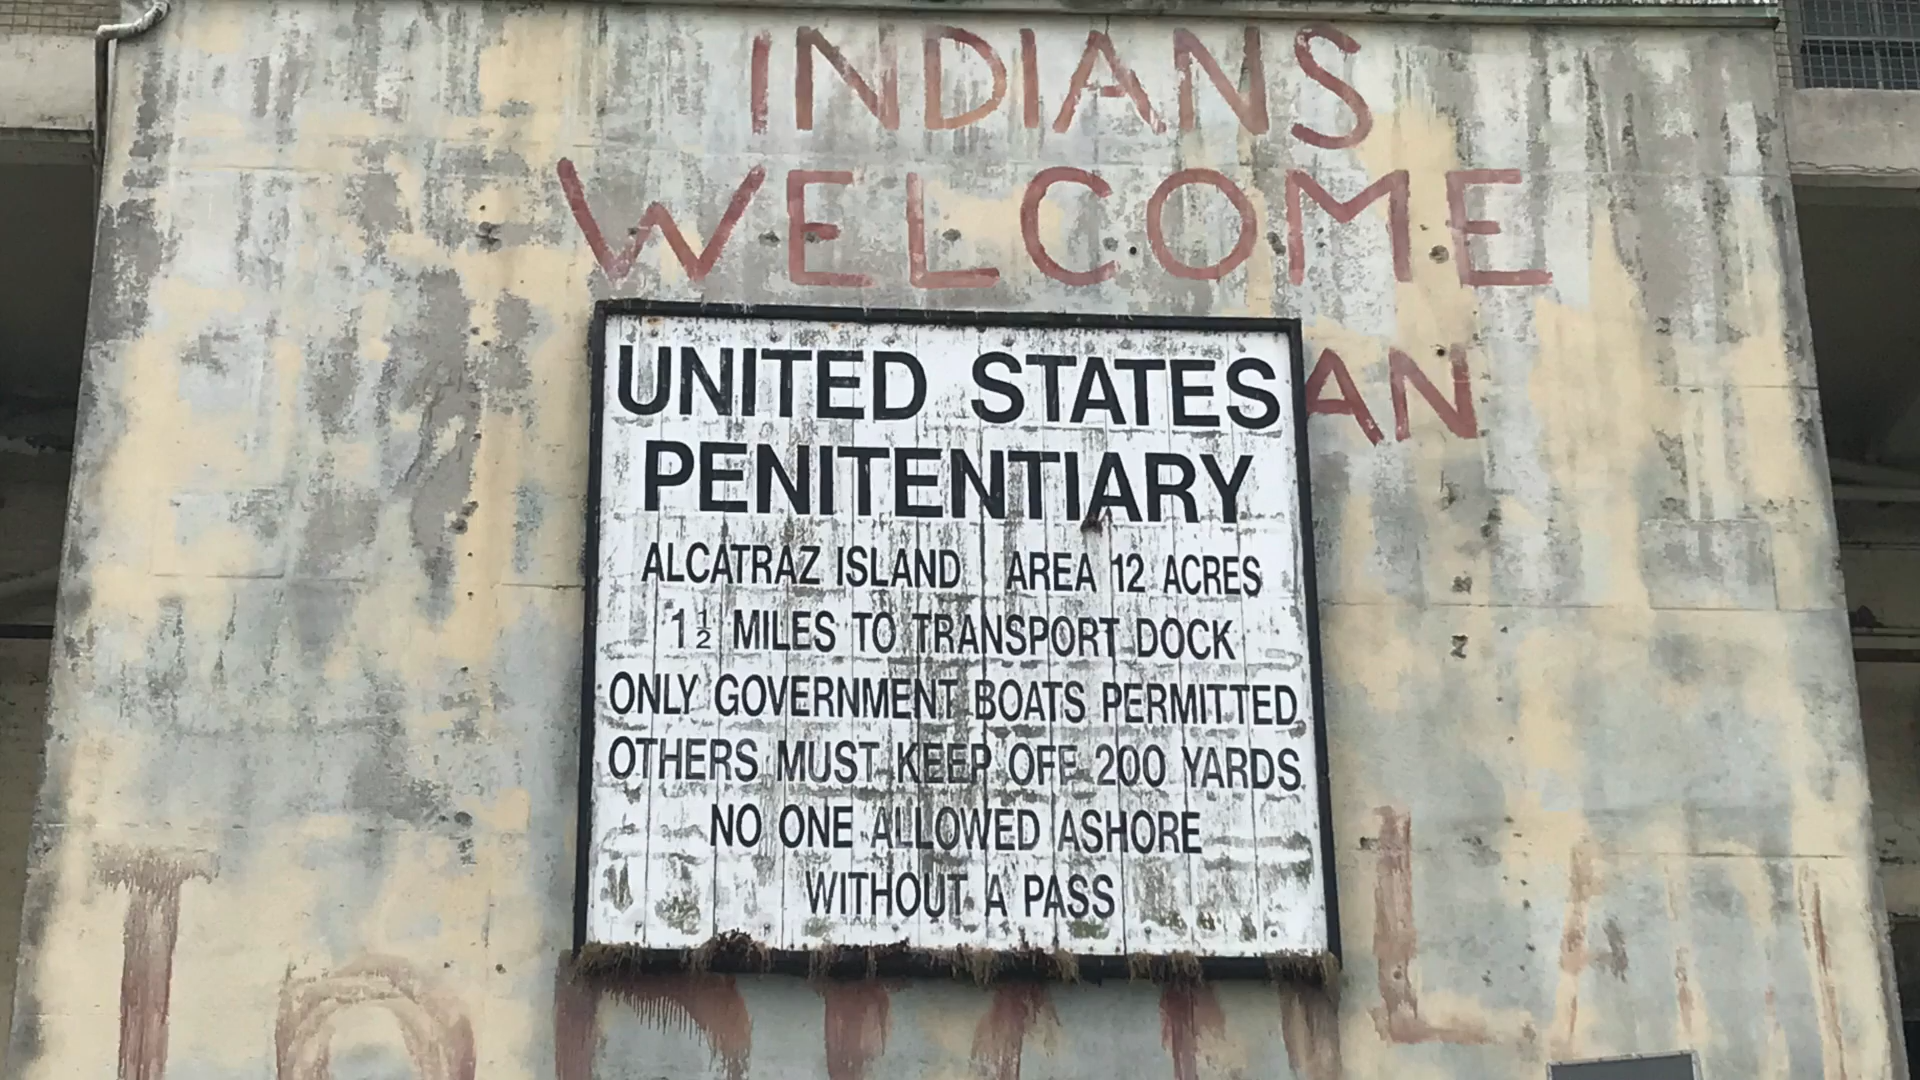 INDIANS
WELCOME
AN
UNITED STATES
PENITENTIARY
ALCATRAZ ISLAND AREA 12 ACRES
1½ MILES TO TRANSPORT DOCK
ONLY GOVERNMENT BOATS PERMITTED
OTHERS MUST KEEP OFF 200 YARDS
NO ONE ALLOWED ASHORE
WITHOUT A PASS